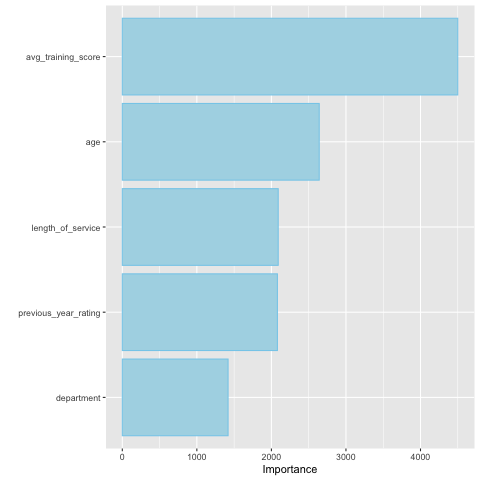 avg_training_score
age
length_of_service
previous_year_rating
department
0 1000 2000 3000 4000
Importance